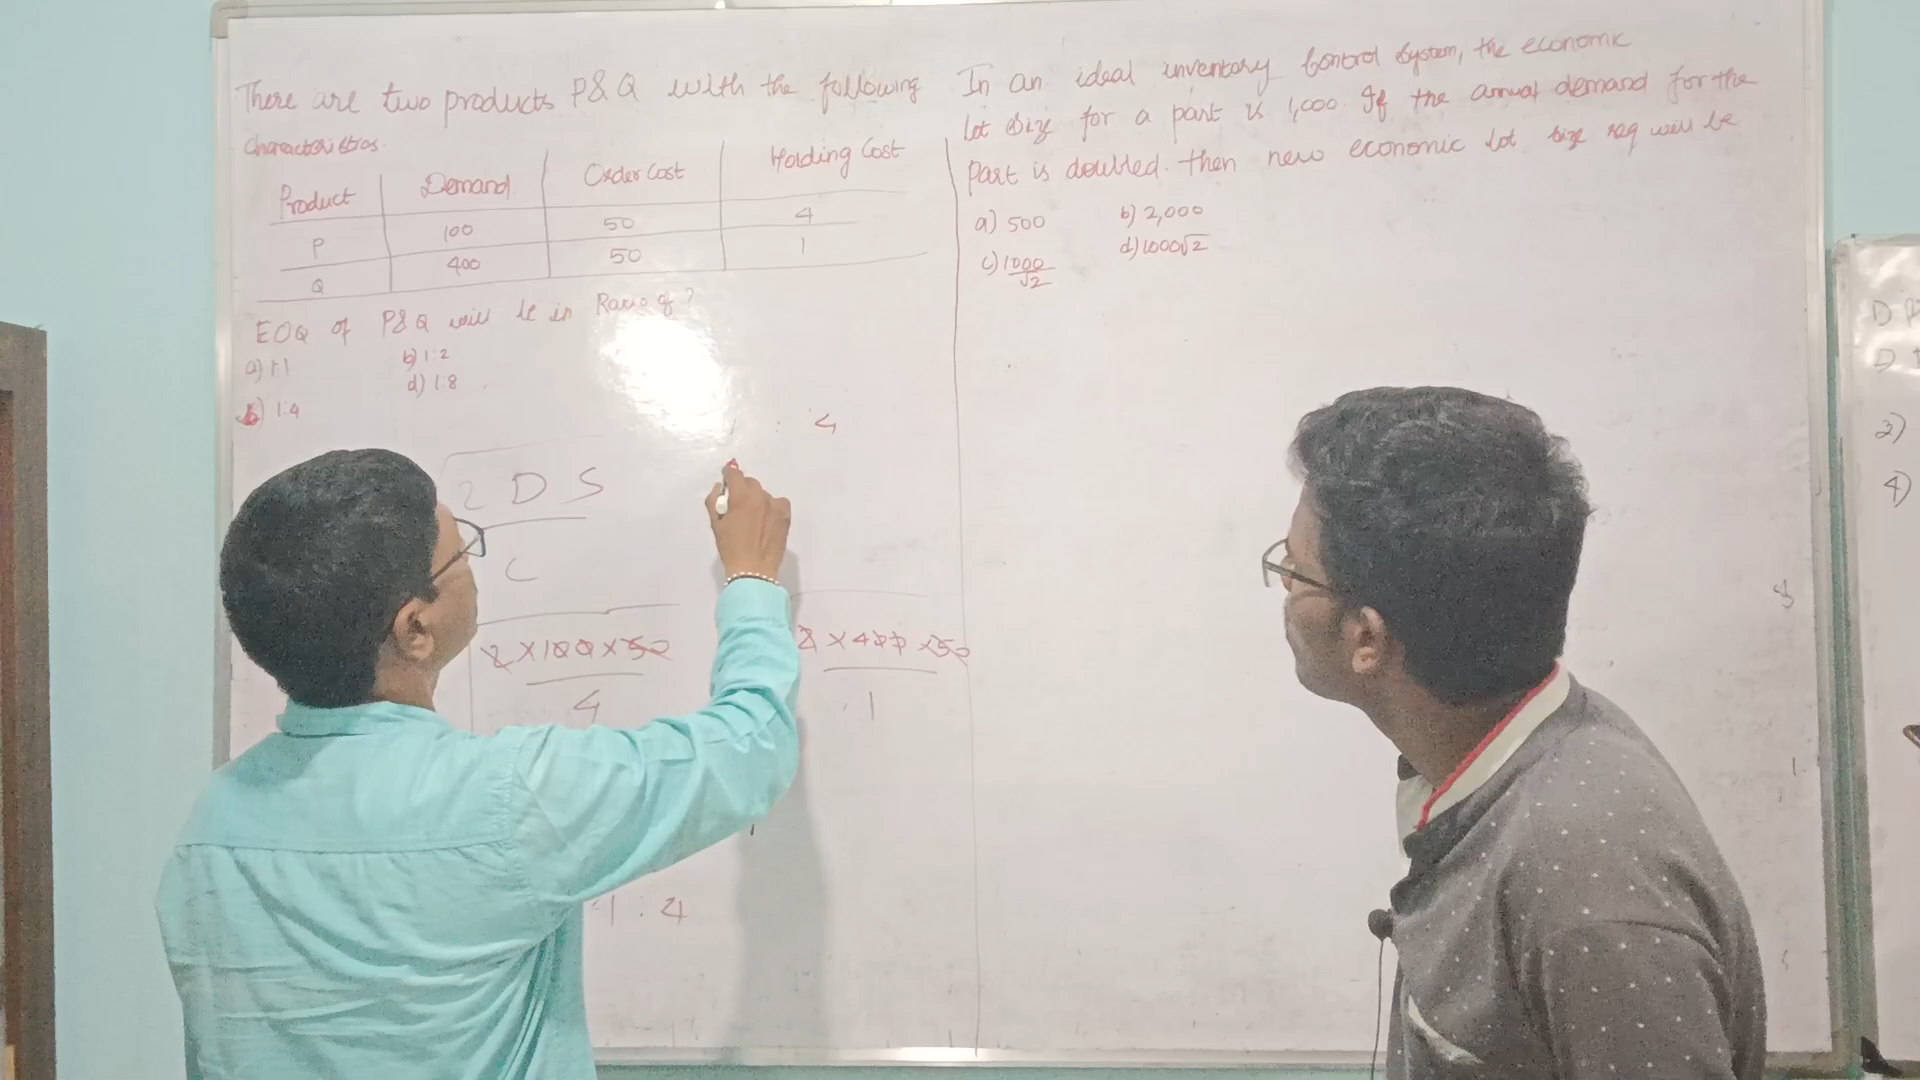 There are two products P&Q with the following
Characteristics.
Product Demand Order Cost Holding Cost
P 100 50 4
Q 400 50 1
EOQ of P&Q will be in Ratio of ?
a) 1:1 b) 1:2
d) 1:8
) 1:4
: 4
2 D S
C
2 X 100 X 50
4
2 X 400 X 50
1
1 : 4
In an ideal inventory Control System, the economic
lot size for a part is 1,000. If the annual demand for the
Part is doubled. then new economic lot size req will be
a) 500 b) 2,000
c) 1000/√2 d) 1000√2
D
D
3)
4)